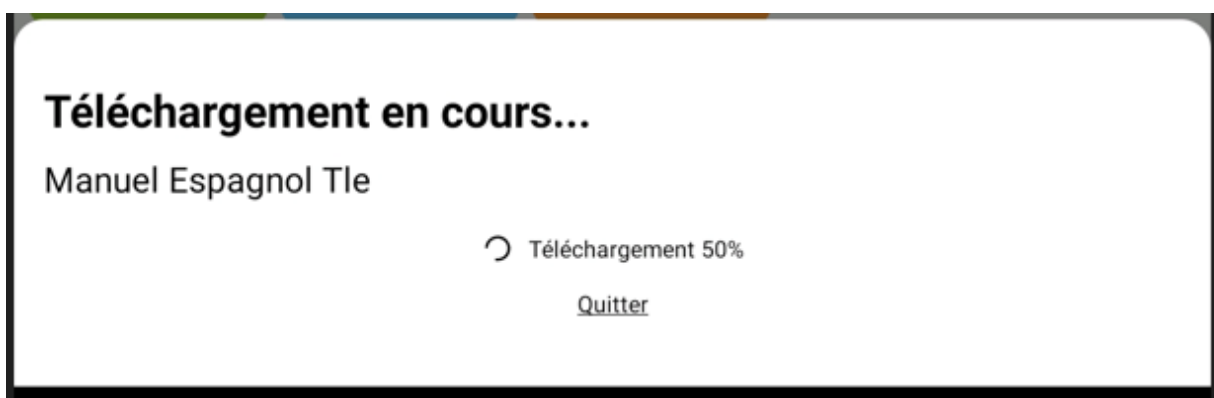 Téléchargement en cours...
Manuel Espagnol Tle
Téléchargement 50%
Quitter